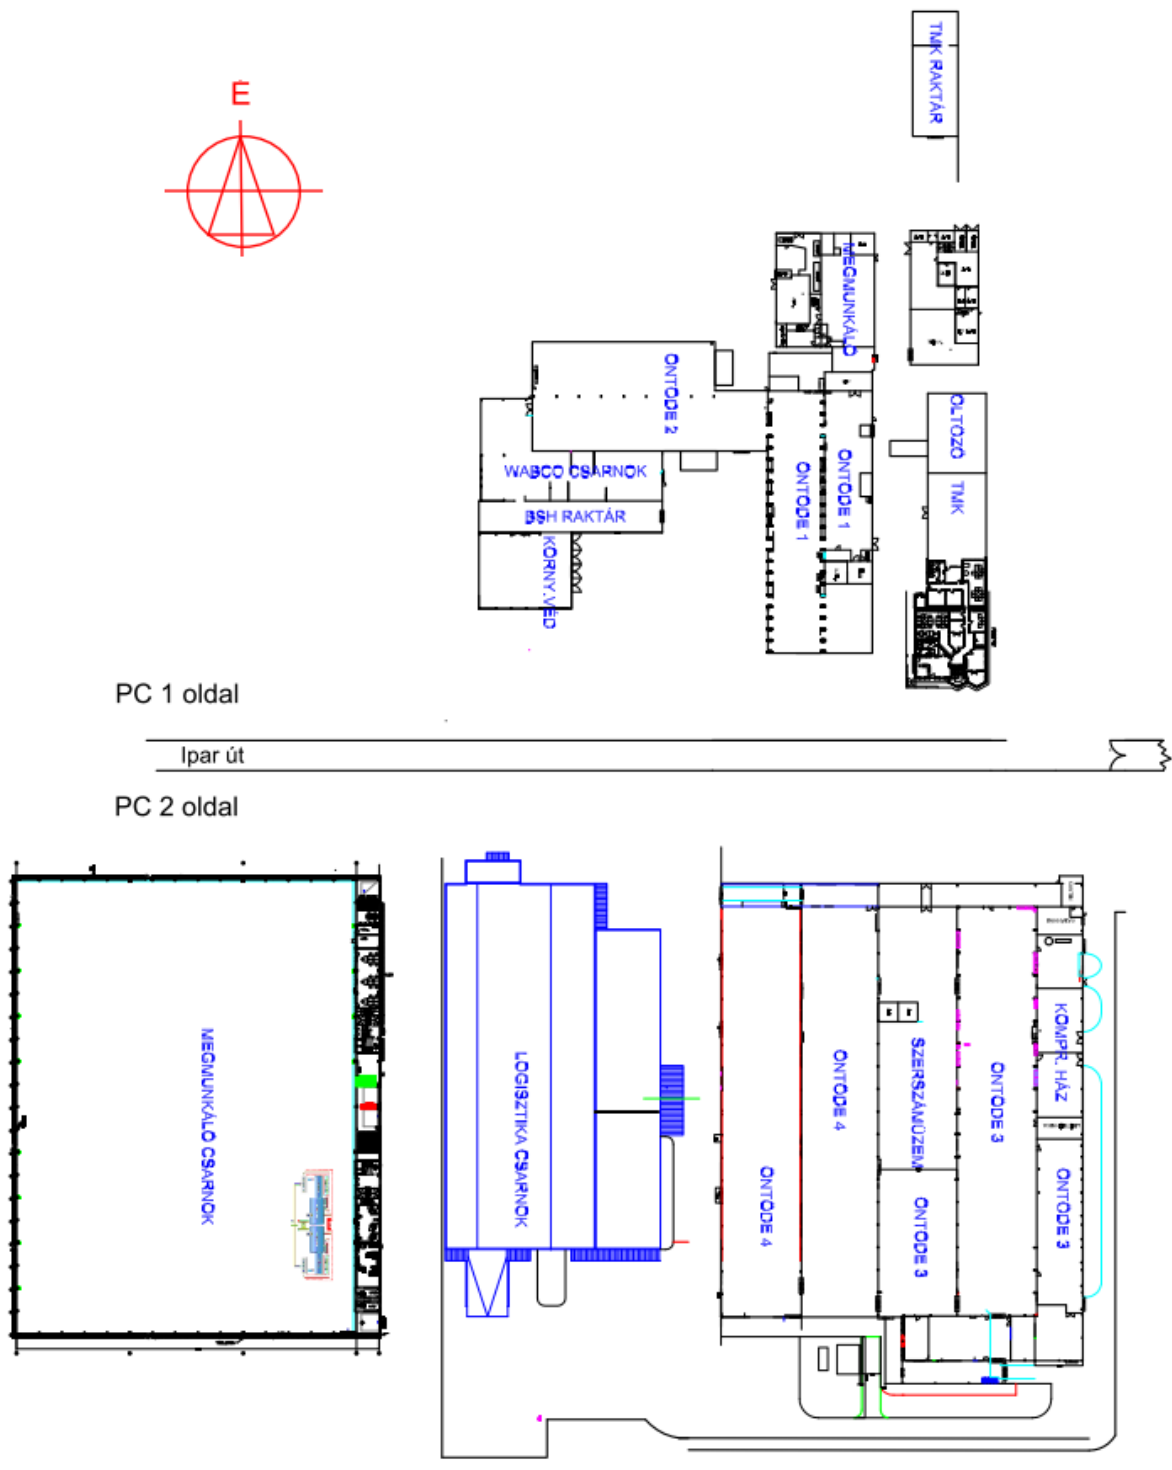 E
TMK RAKTÁR
MEGMUNKÁLÓ
ÖNTÖDE 2
ÖLTÖZŐ
WABCO CSARNOK
ÖNTÖDE 1
ÖNTÖDE 1
TMK
BSH RAKTÁR
KÖRNY.VÉD
PC 1 oldal
Ipar út
PC 2 oldal
MEGMUNKÁLÓ CSARNOK
LOGISZTIKA CSARNOK
ÖNTÖDE 4
ÖNTÖDE 4
SZERSZÁMÜZEM
ÖNTÖDE 3
ÖNTÖDE 3
KOMPR. HÁZ
ÖNTÖDE 3